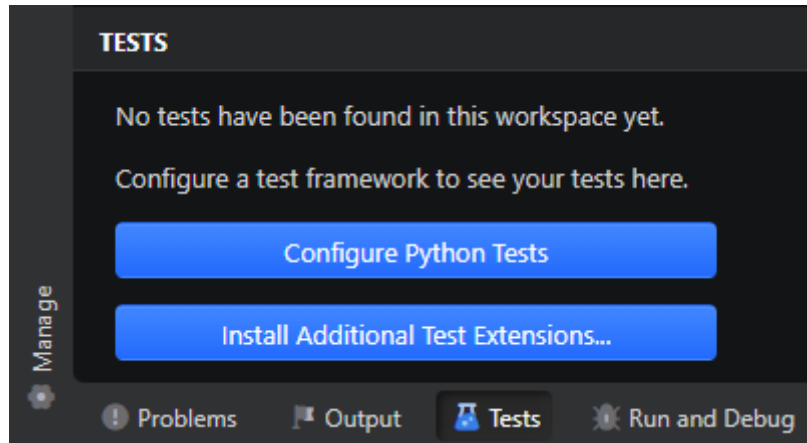 TESTS
No tests have been found in this workspace yet.
Configure a test framework to see your tests here.
Configure Python Tests
Install Additional Test Extensions...
Manage
Problems
Output
Tests
Run and Debug